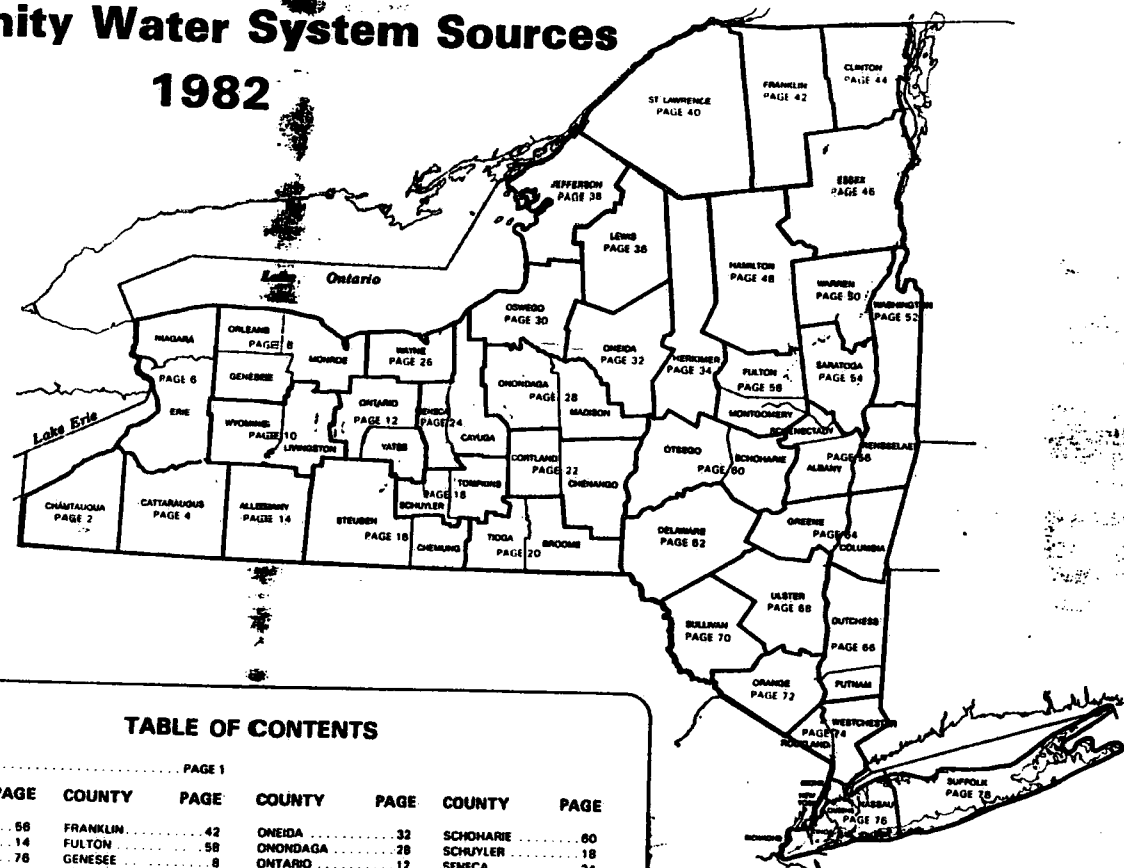 nity Water System Sources
1982
CLINTON
PAGE 44
FRANKLIN
PAGE 42
ST LAWRENCE
PAGE 40
ESSEX
PAGE 46
JEFFERSON
PAGE 38
LEWIS
PAGE 36
HAMILTON
PAGE 48
Lake Ontario
WARREN
PAGE 50
WASHINGTON
PAGE 52
OSWEGO
PAGE 30
ONEIDA
PAGE 32
HERKIMER
PAGE 34
NIAGARA
ORLEANS
PAGE 8
MONROE
WAYNE
PAGE 26
FULTON
PAGE 58
SARATOGA
PAGE 54
PAGE 6
GENESEE
ERIE
ONTARIO
PAGE 12
SENECA
PAGE 24
ONONDAGA
PAGE 28
MADISON
MONTGOMERY
SCHENECTADY
Lake Erie
WYOMING
PAGE 10
LIVINGSTON
YATES
CAYUGA
CORTLAND
PAGE 22
CHENANGO
OTSEGO
PAGE 60
SCHOHARIE
ALBANY
PAGE 56
RENSSELAE
CHAUTAUQUA
PAGE 2
CATTARAUGUS
PAGE 4
ALLEGANY
PAGE 14
STEUBEN
PAGE 16
PAGE 18
SCHUYLER
TOMPKINS
CHEMUNG
TIOGA
PAGE 20
BROOME
DELAWARE
PAGE 62
GREENE
PAGE 64
COLUMBIA
ULSTER
PAGE 68
SULLIVAN
PAGE 70
DUTCHESS
PAGE 66
ORANGE
PAGE 72
PUTNAM
WESTCHESTER
PAGE 74
ROCKLAND
SUFFOLK
PAGE 78
NASSAU
PAGE 76
QUEENS
NEW YORK
RICHMOND
TABLE OF CONTENTS
PAGE 1
PAGE COUNTY PAGE COUNTY PAGE COUNTY PAGE
56 FRANKLIN 42 ONEIDA 32 SCHOHARIE 60
14 FULTON 58 ONONDAGA 28 SCHUYLER 18
76 GENESEE 8 ONTARIO 12 SENECA